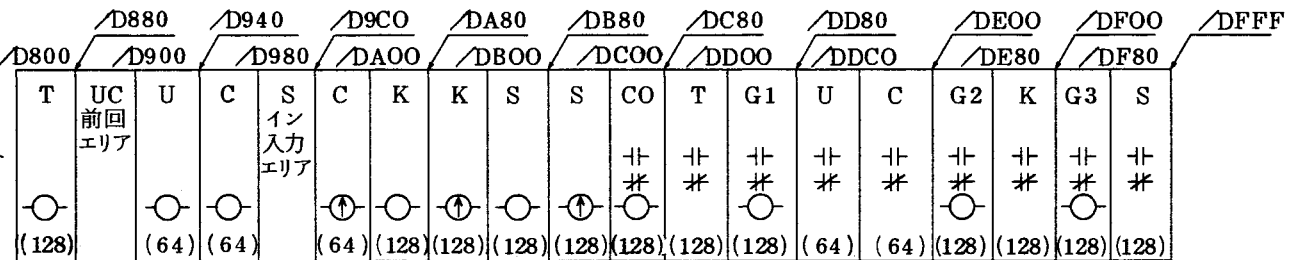 /D880 /D940 /D9C0 /DA80 /DB80 /DC80 /DD80 /DE00 /DF00 /DFFF
/D800 /D900 /D980 /DA00 /DB00 /DC00 /DD00 /DDC0 /DE80 /DF80
T UC U C S C K K S S CO T G1 U C G2 K G3 S
前回 イン
エリア 入力
エリア
(128) (64) (64) (64) (128) (128) (128) (128) (128) (128) (128) (64) (64) (128) (128) (128) (128)